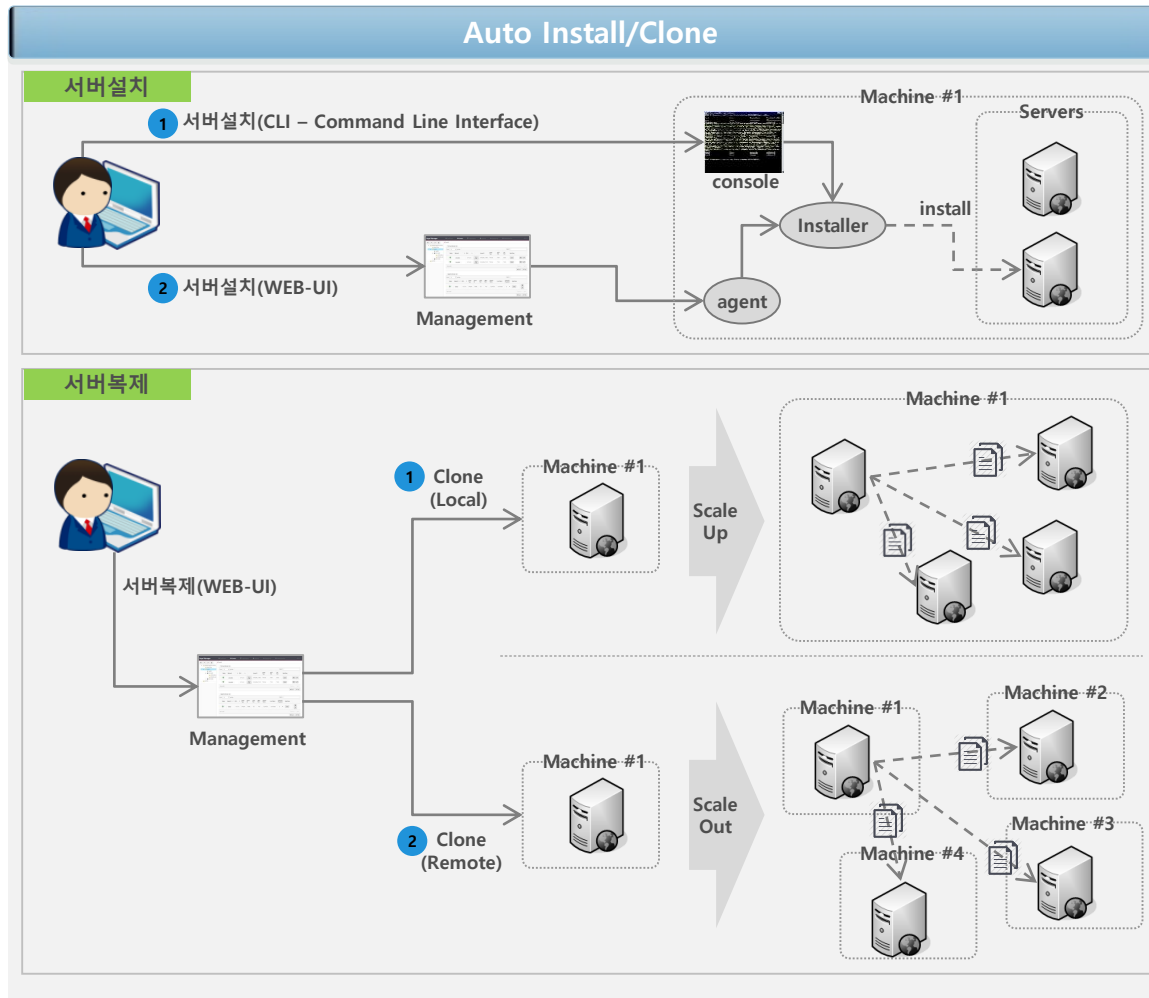 Auto Install/Clone
서버설치
1 서버설치(CLI – Command Line Interface)
Machine #1
Servers
console
Installer
install
2 서버설치(WEB-UI)
Management
agent
서버복제
Machine #1
1 Clone
(Local)
Machine #1
Scale
Up
서버복제(WEB-UI)
Management
Machine #1
2 Clone
(Remote)
Scale
Out
Machine #1
Machine #2
Machine #3
Machine #4